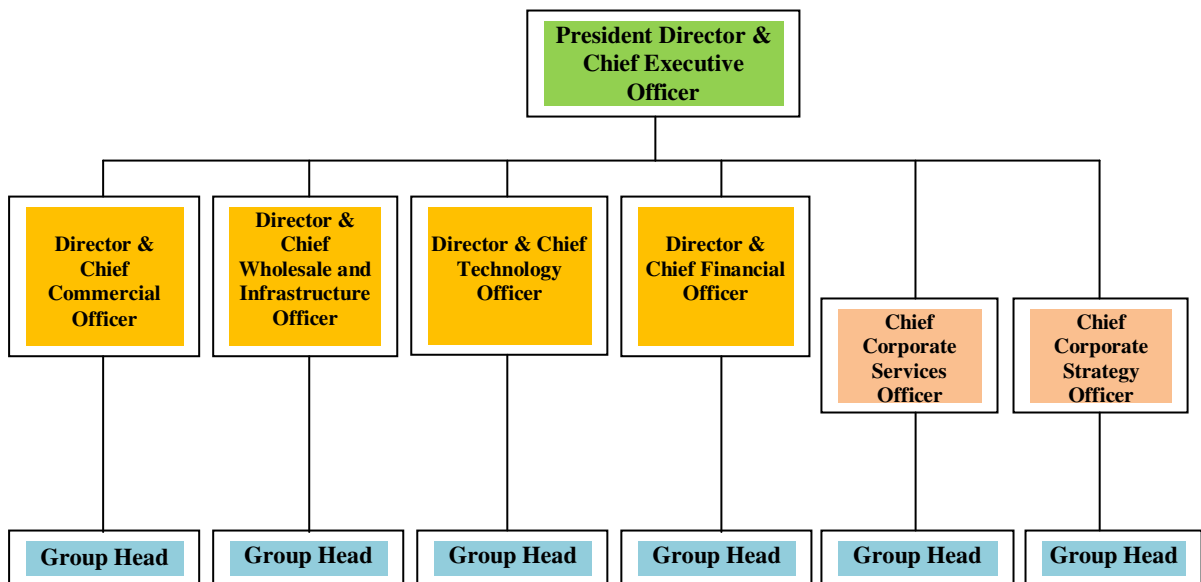 President Director &
Chief Executive
Officer
Director &
Chief
Commercial
Officer
Director &
Chief
Wholesale and
Infrastructure
Officer
Director & Chief
Technology
Officer
Director &
Chief Financial
Officer
Chief
Corporate
Services
Officer
Chief
Corporate
Strategy
Officer
Group Head
Group Head
Group Head
Group Head
Group Head
Group Head